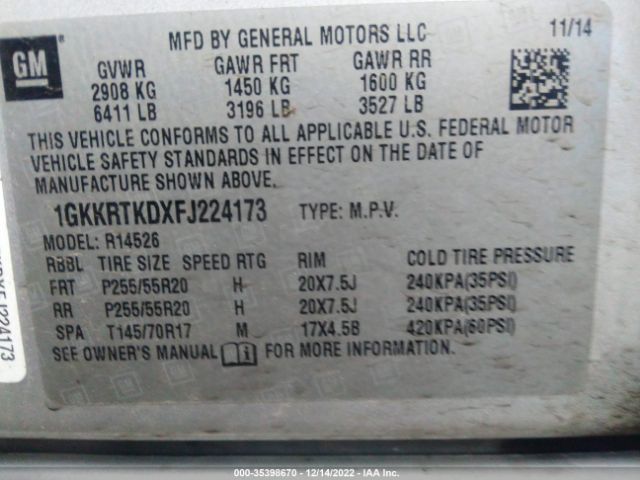 GM
MFD BY GENERAL MOTORS LLC 11/14
GVWR GAWR FRT GAWR RR
2908 KG 1450 KG 1600 KG
6411 LB 3196 LB 3527 LB
THIS VEHICLE CONFORMS TO ALL APPLICABLE U.S. FEDERAL MOTOR
VEHICLE SAFETY STANDARDS IN EFFECT ON THE DATE OF
MANUFACTURE SHOWN ABOVE.
1GKKRTKDXFJ224173 TYPE: M.P.V.
MODEL: R14526
RBBL TIRE SIZE SPEED RTG RIM COLD TIRE PRESSURE
FRT P255/55R20 H 20X7.5J 240KPA(35PSI)
RR P255/55R20 H 20X7.5J 240KPA(35PSI)
SPA T145/70R17 M 17X4.5B 420KPA(60PSI)
SEE OWNER'S MANUAL FOR MORE INFORMATION.
000-35398670 - 12/14/2022 - IAA Inc.